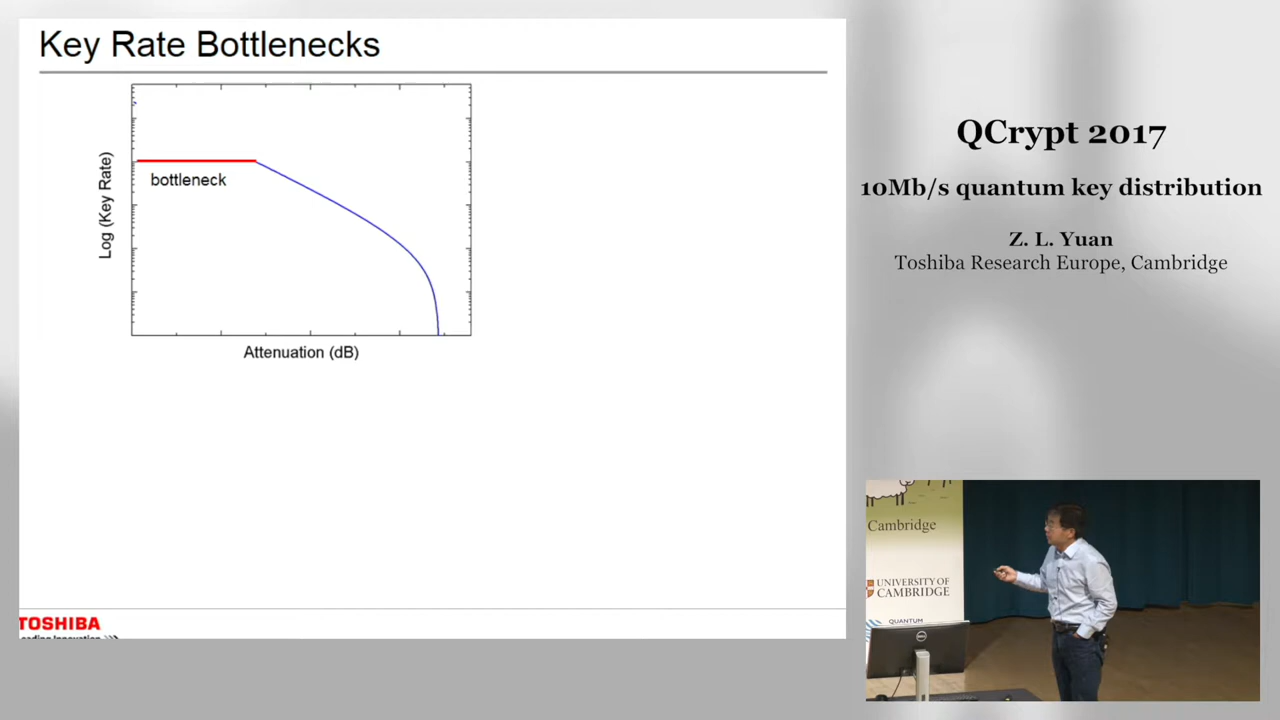 Key Rate Bottlenecks
bottleneck
Log (Key Rate)
Attenuation (dB)
TOSHIBA
QCrypt 2017
10Mb/s quantum key distribution
Z. L. Yuan
Toshiba Research Europe, Cambridge
Cambridge
UNIVERSITY OF
CAMBRIDGE
QUANTUM
DELL